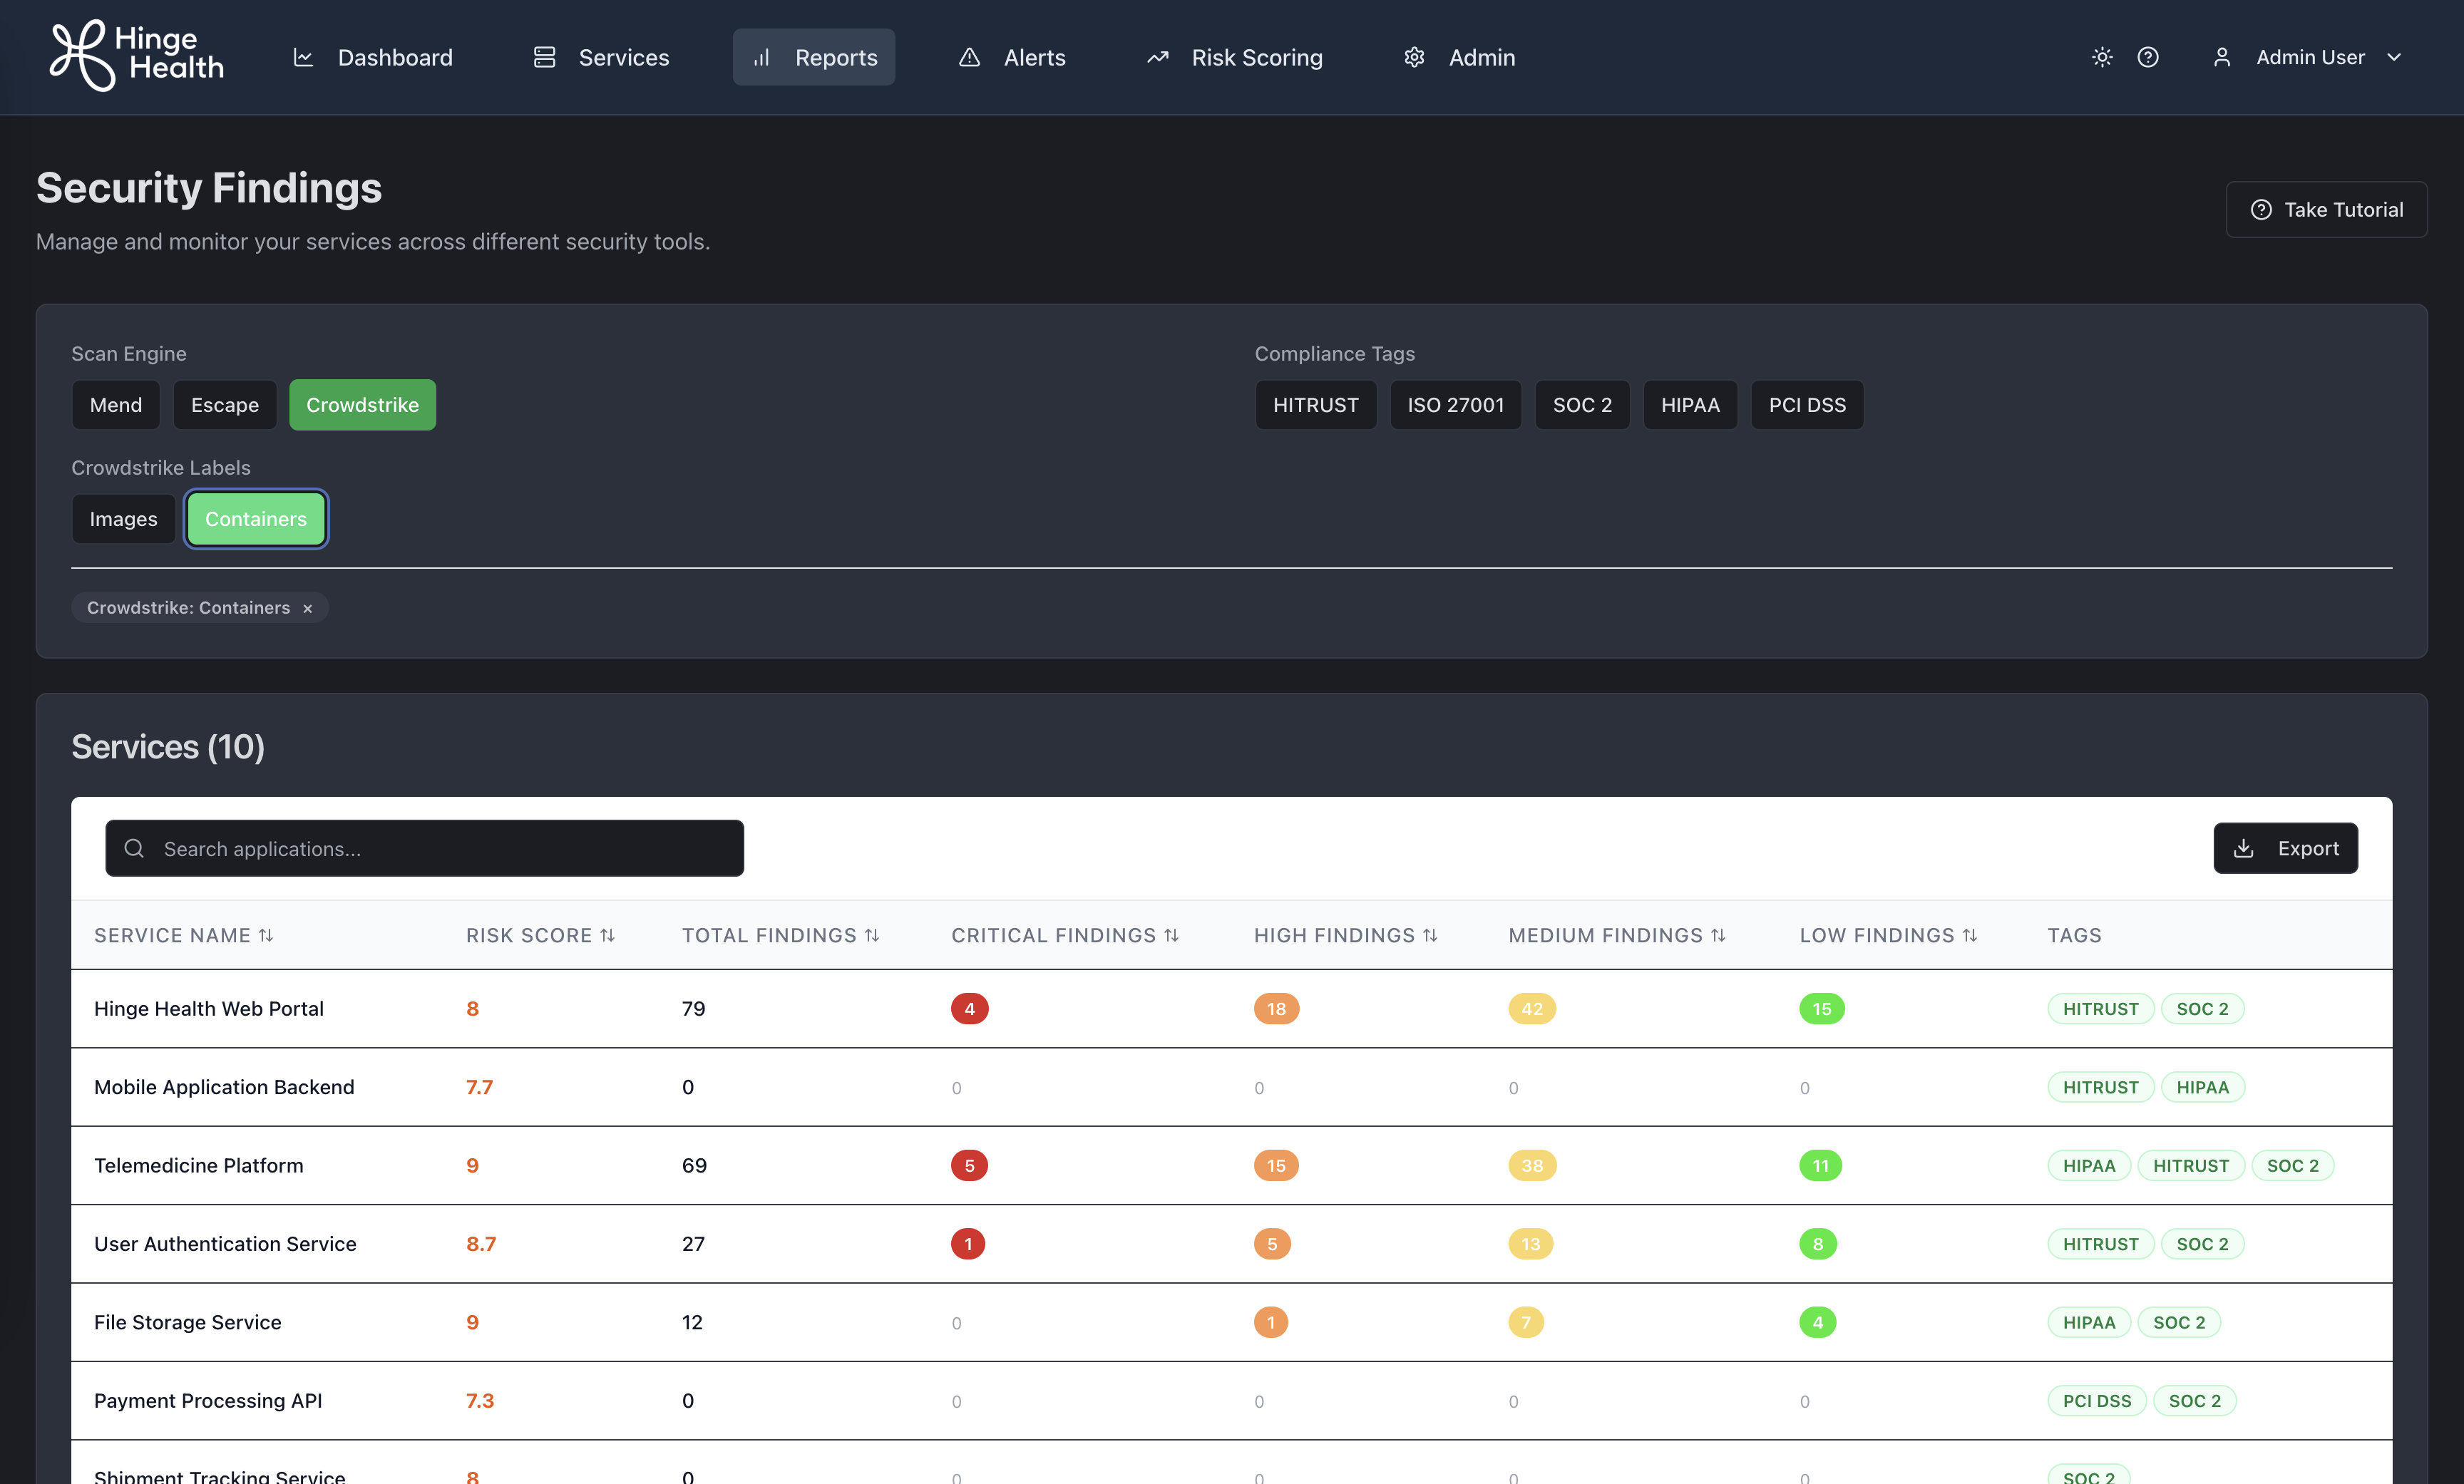 Hinge Health
Dashboard
Services
Reports
Alerts
Risk Scoring
Admin
Admin User
Security Findings
Manage and monitor your services across different security tools.
Take Tutorial
Scan Engine
Mend Escape Crowdstrike
Compliance Tags
HITRUST ISO 27001 SOC 2 HIPAA PCI DSS
Crowdstrike Labels
Images Containers
Crowdstrike: Containers ×
Services (10)
Search applications...
Export
SERVICE NAME RISK SCORE TOTAL FINDINGS CRITICAL FINDINGS HIGH FINDINGS MEDIUM FINDINGS LOW FINDINGS TAGS
Hinge Health Web Portal 8 79 4 18 42 15 HITRUST SOC 2
Mobile Application Backend 7.7 0 0 0 0 0 HITRUST HIPAA
Telemedicine Platform 9 69 5 15 38 11 HIPAA HITRUST SOC 2
User Authentication Service 8.7 27 1 5 13 8 HITRUST SOC 2
File Storage Service 9 12 0 1 7 4 HIPAA SOC 2
Payment Processing API 7.3 0 0 0 0 0 PCI DSS SOC 2
Shipment Tracking Service 8 0 0 0 0 0 SOC 2